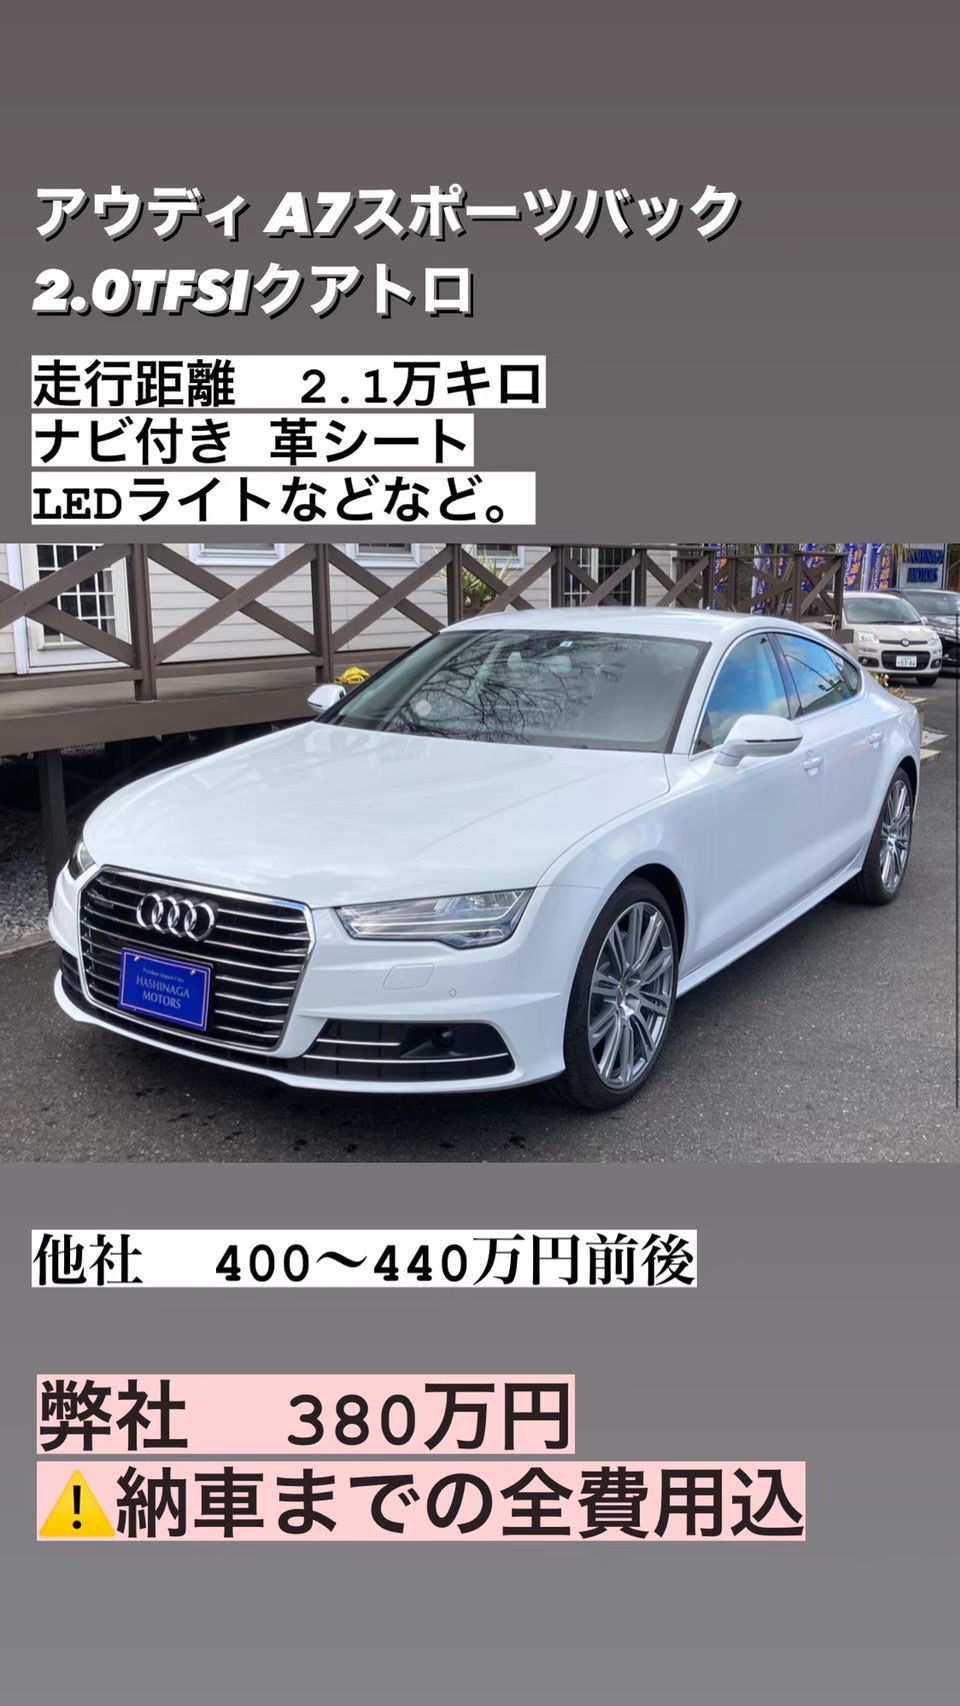 アウディ A7スポーツバック
2.0TFSIクアトロ
走行距離 2.1万キロ
ナビ付き 革シート
LEDライトなどなど。
HASHINAGA
MOTORS
HASHINAGA
MOTORS
他社 400〜440万円前後
弊社 380万円
⚠️納車までの全費用込